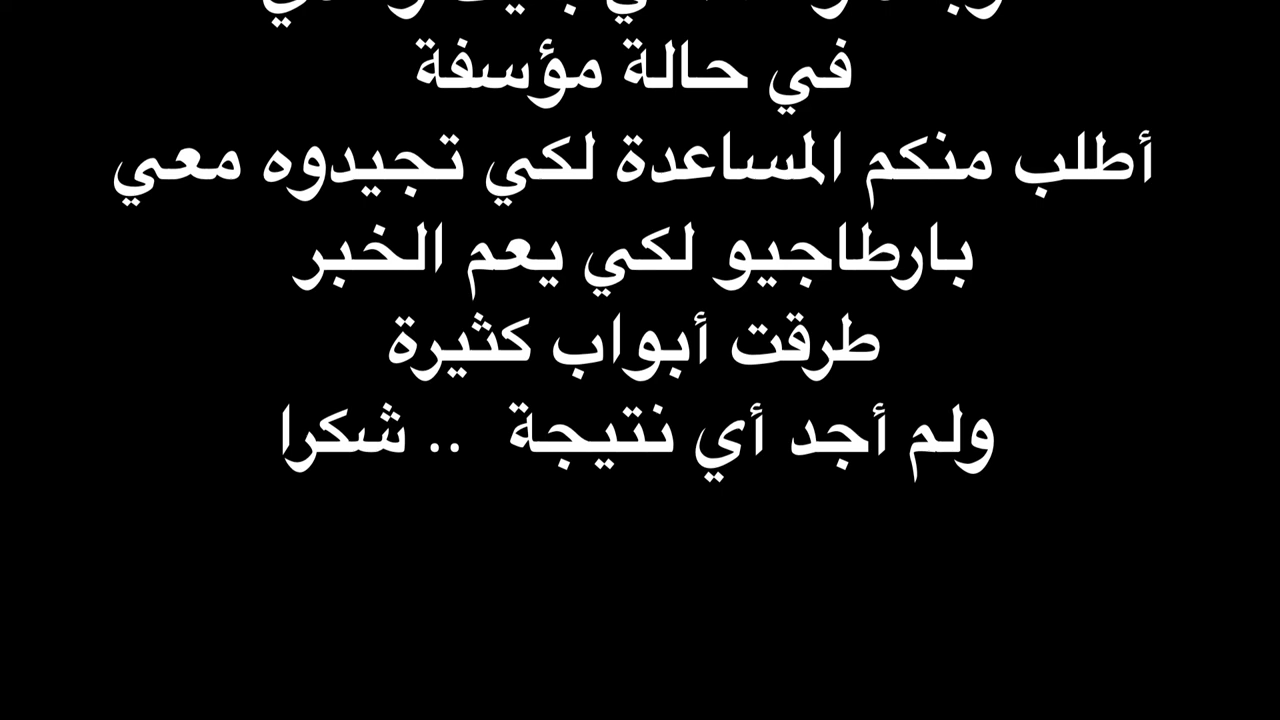 في حالة مؤسفة
أطلب منكم المساعدة لكي تجيدوه معي
بارطاجيو لكي يعم الخبر
طرقت أبواب كثيرة
ولم أجد أي نتيجة .. شكرا